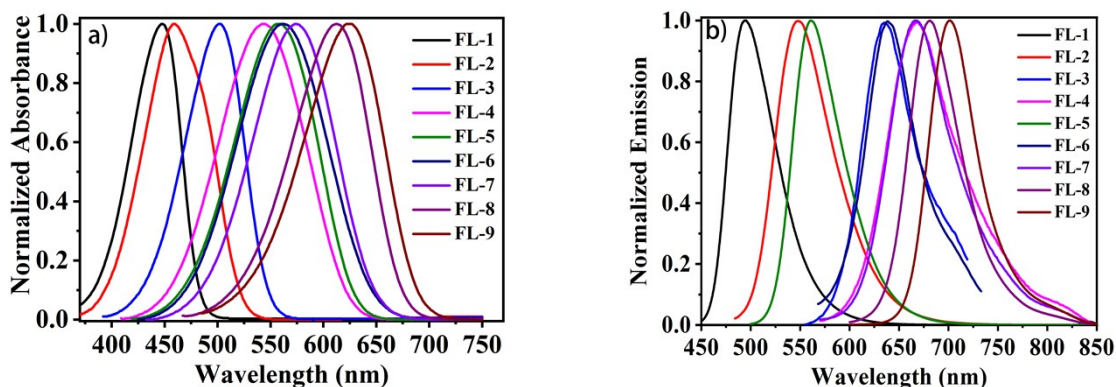 a)
Normalized Absorbance
1.0
0.8
0.6
0.4
0.2
0.0
400 450 500 550 600 650 700 750
Wavelength (nm)
FL-1
FL-2
FL-3
FL-4
FL-5
FL-6
FL-7
FL-8
FL-9
b)
Normalized Emission
1.0
0.8
0.6
0.4
0.2
0.0
450 500 550 600 650 700 750 800 850
Wavelength (nm)
FL-1
FL-2
FL-3
FL-4
FL-5
FL-6
FL-7
FL-8
FL-9